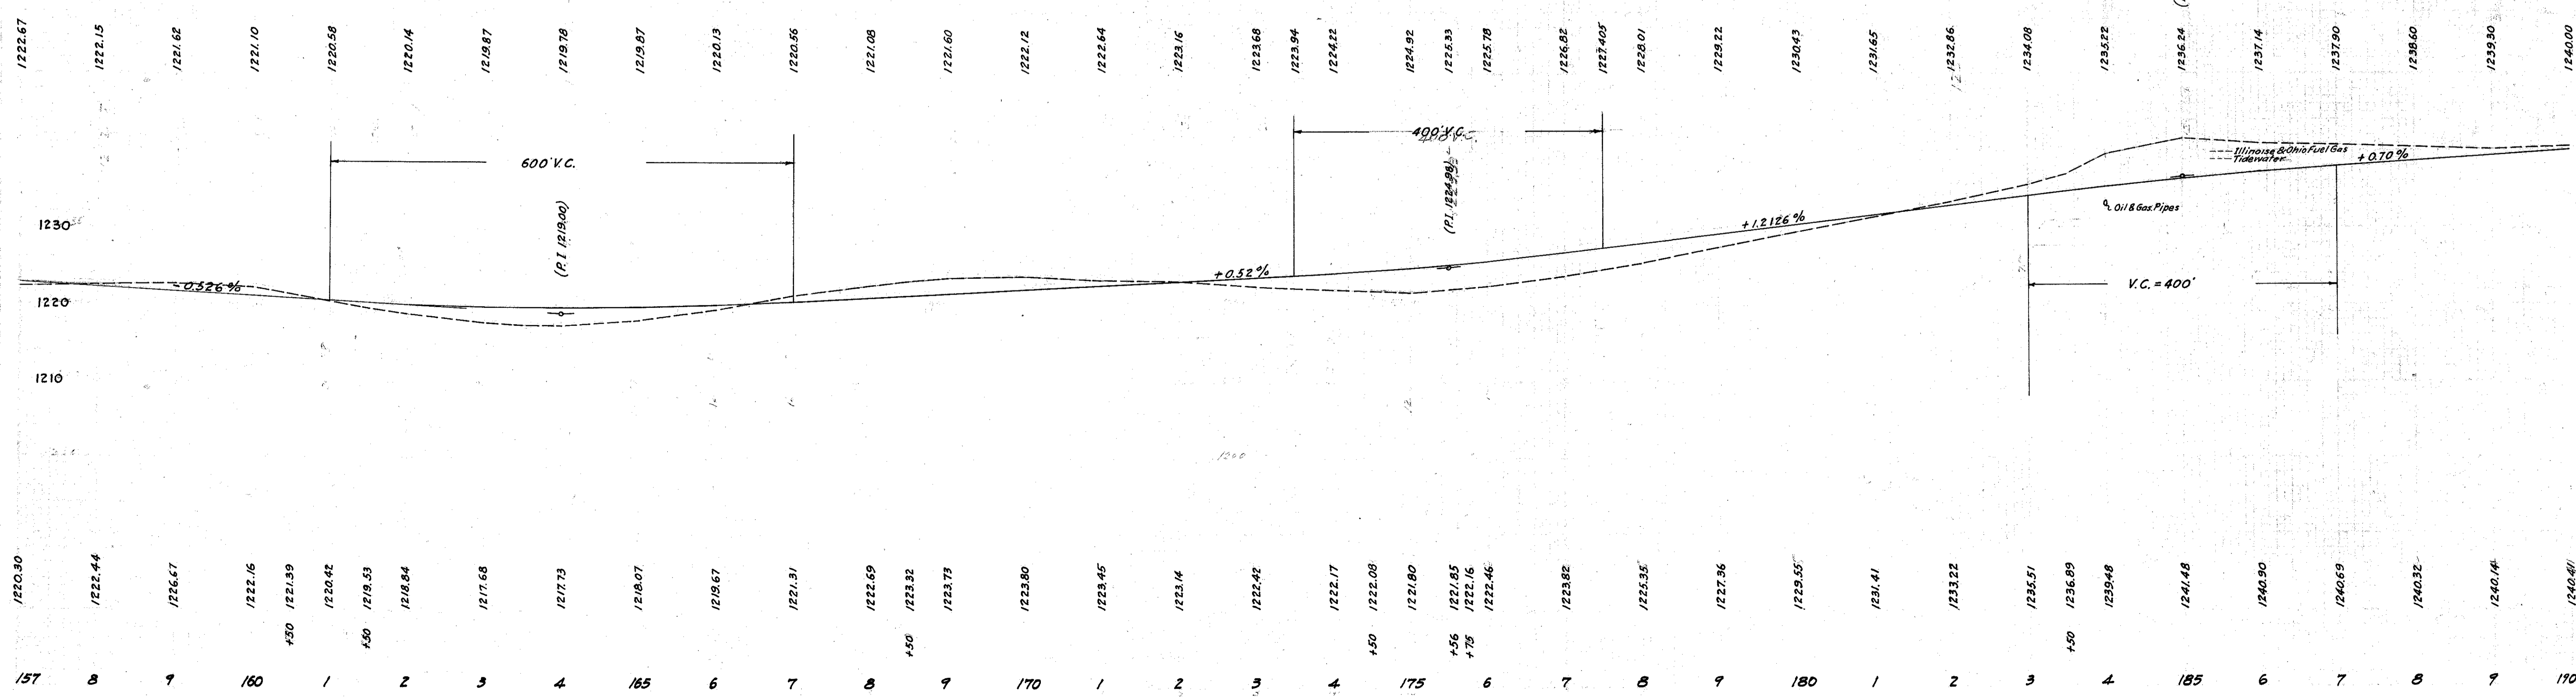 1222.67 1222.15 1221.62 1221.10 1220.58 1220.14 1219.87 1219.78 1219.87 1220.13 1220.56 1221.08 1221.60 1222.12 1222.64 1223.16 1223.68 1223.94 1224.22 1224.92 1225.33 1225.78 1226.82 1227.405 1228.01 1229.22 1230.43 1231.65 1232.86 1234.08 1235.22 1236.24 1237.14 1237.90 1238.60 1239.30 1240.00
600' V.C.
400' V.C.
(P.I. 1219.00)
(P.I. 1224.98)
Illinoise & Ohio Fuel Gas
Tidewater
+0.70%
Oil & Gas Pipes
1230
+1.2126%
+0.52%
-0.526%
V.C. = 400'
1220
1210
1200
1220.30 1222.44 1226.67 1222.16 1221.39 1220.42 1219.53 1218.84 1217.68 1217.73 1218.07 1219.67 1221.31 1222.69 1223.32 1223.73 1223.80 1223.45 1223.14 1222.42 1222.17 1222.08 1221.80 1221.85 1222.16 1222.46 1223.82 1225.35 1227.36 1229.55 1231.41 1233.22 1235.51 1236.89 1239.48 1241.48 1240.90 1240.69 1240.32 1240.14 1240.41
+50 +50 +50 +50 +56 +75 +50
157 8 9 160 1 2 3 4 165 6 7 8 9 170 1 2 3 4 175 6 7 8 9 180 1 2 3 4 185 6 7 8 9 170